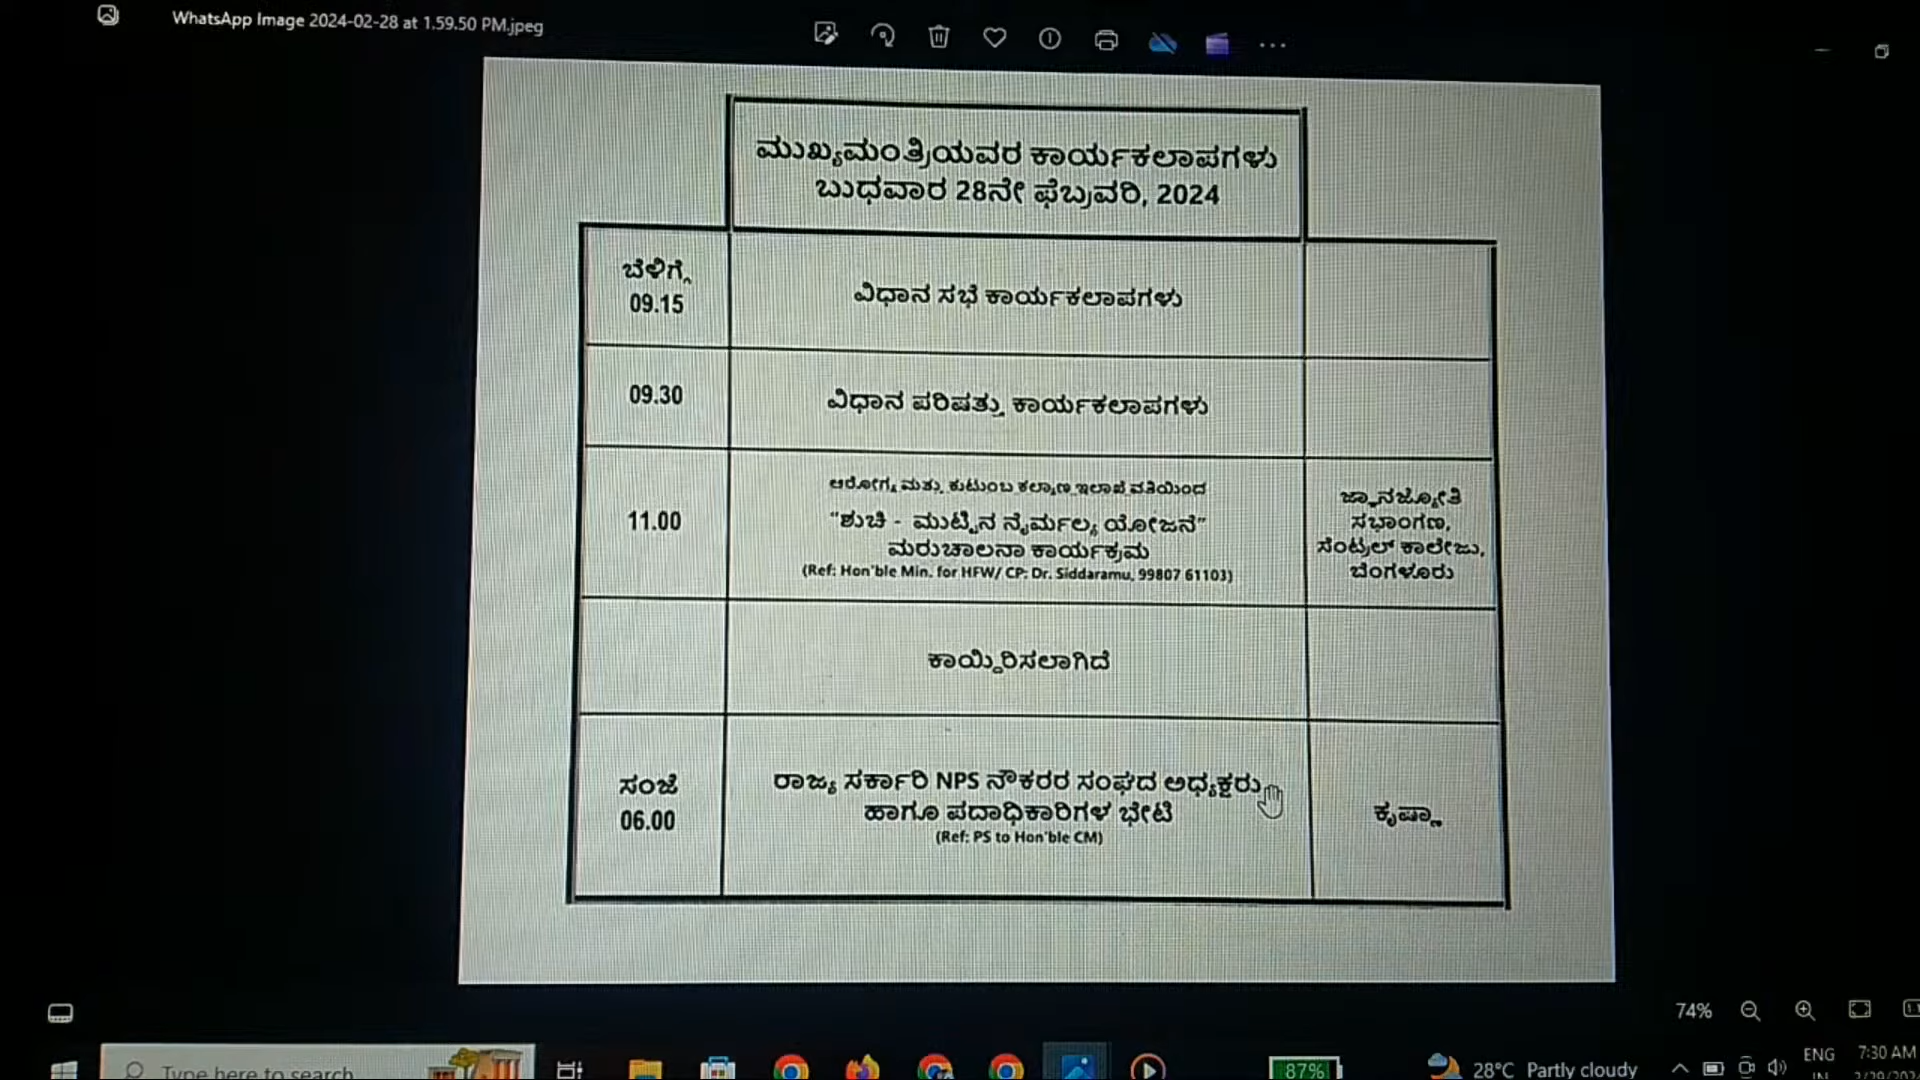 WhatsApp Image 2024-02-28 at 1.59.50 PM.jpeg
ಮುಖ್ಯಮಂತ್ರಿಯವರ ಕಾರ್ಯಕಲಾಪಗಳು
ಬುಧವಾರ 28ನೇ ಫೆಬ್ರವರಿ, 2024
ಬೆಳಿಗ್ಗೆ
09.15
ವಿಧಾನ ಸಭೆ ಕಾರ್ಯಕಲಾಪಗಳು
09.30
ವಿಧಾನ ಪರಿಷತ್ತು ಕಾರ್ಯಕಲಾಪಗಳು
11.00
ಆರೋಗ್ಯ ಮತ್ತು ಕುಟುಂಬ ಕಲ್ಯಾಣ ಇಲಾಖೆ ವತಿಯಿಂದ
"ಶುಚಿ - ಮುಟ್ಟಿನ ನೈರ್ಮಲ್ಯ ಯೋಜನೆ"
ಮರುಚಾಲನಾ ಕಾರ್ಯಕ್ರಮ
(Ref: Hon'ble Min. for HFW/ CP: Dr. Siddaramu, 99807 61103)
ಜ್ಞಾನಜ್ಯೋತಿ
ಸಭಾಂಗಣ,
ಸೆಂಟ್ರಲ್ ಕಾಲೇಜು,
ಬೆಂಗಳೂರು
ಕಾಯ್ದಿರಿಸಲಾಗಿದೆ
ಸಂಜೆ
06.00
ರಾಜ್ಯ ಸರ್ಕಾರಿ NPS ನೌಕರರ ಸಂಘದ ಅಧ್ಯಕ್ಷರು
ಹಾಗೂ ಪದಾಧಿಕಾರಿಗಳ ಭೇಟಿ
(Ref: PS to Hon'ble CM)
ಕೃಷ್ಣಾ
74%
Type here to search
87%
28°C Partly cloudy
ENG
7:30 AM